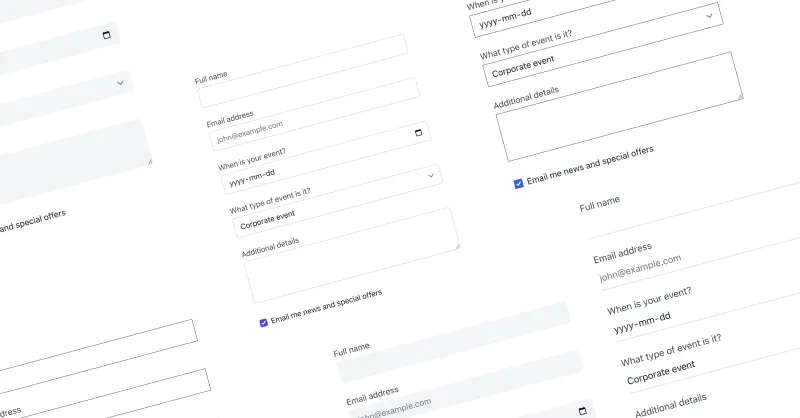 and special offers
dress
Full name
Email address
john@example.com
When is your event?
yyyy-mm-dd
What type of event is it?
Corporate event
Additional details
Email me news and special offers
Full name
Email address
john@example.com
When is your
yyyy-mm-dd
What type of event is it?
Corporate event
Additional details
Email me news and special offers
Full name
Email address
john@example.com
When is your event?
yyyy-mm-dd
What type of event is it?
Corporate event
Additional details